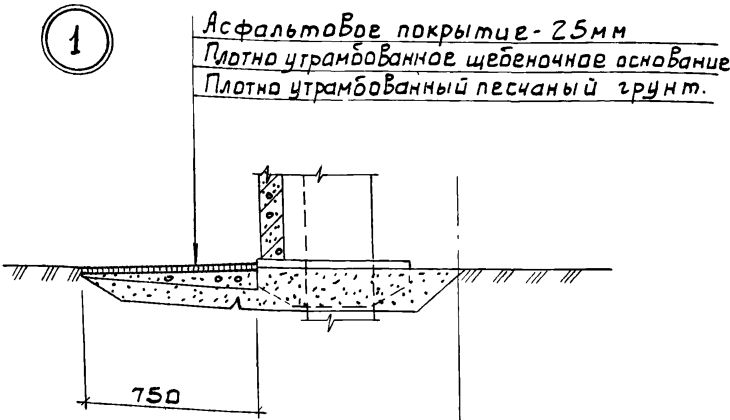 1
Асфальтовое покрытие - 25мм
Плотно утрамбованное щебеночное основание
Плотно утрамбованный песчаный грунт.
750